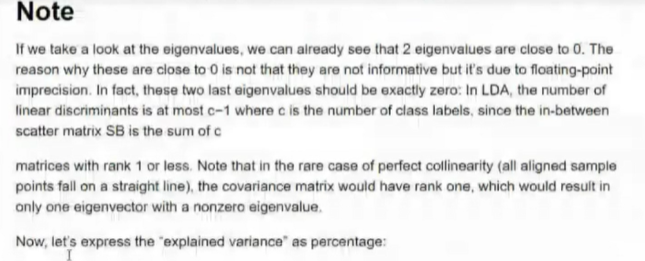 Note
If we take a look at the eigenvalues, we can already see that 2 eigenvalues are close to 0. The
reason why these are close to 0 is not that they are not informative but it's due to floating-point
imprecision. In fact, these two last eigenvalues should be exactly zero: In LDA, the number of
linear discriminants is at most c−1 where c is the number of class labels, since the in-between
scatter matrix SB is the sum of c
matrices with rank 1 or less. Note that in the rare case of perfect collinearity (all aligned sample
points fall on a straight line), the covariance matrix would have rank one, which would result in
only one eigenvector with a nonzero eigenvalue.
Now, let's express the "explained variance" as percentage: